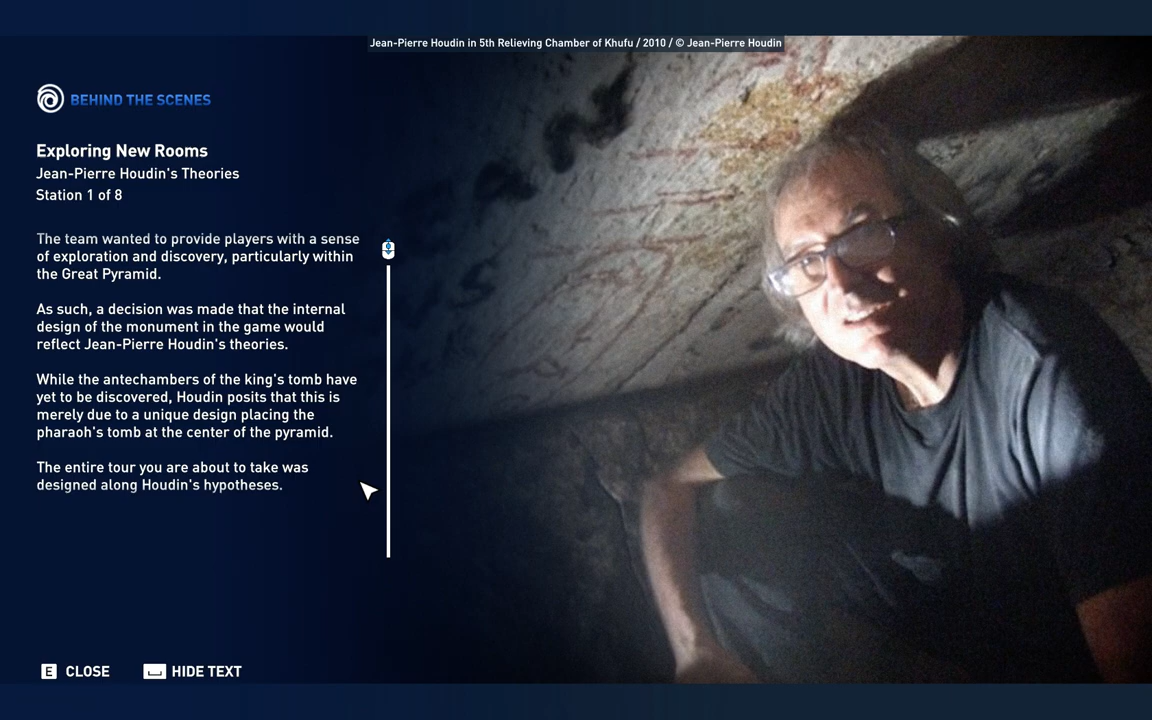 Jean-Pierre Houdin in 5th Relieving Chamber of Khufu / 2010 / © Jean-Pierre Houdin
BEHIND THE SCENES
Exploring New Rooms
Jean-Pierre Houdin's Theories
Station 1 of 8
The team wanted to provide players with a sense
of exploration and discovery, particularly within
the Great Pyramid.
As such, a decision was made that the internal
design of the monument in the game would
reflect Jean-Pierre Houdin's theories.
While the antechambers of the king's tomb have
yet to be discovered, Houdin posits that this is
merely due to a unique design placing the
pharaoh's tomb at the center of the pyramid.
The entire tour you are about to take was
designed along Houdin's hypotheses.
E CLOSE
HIDE TEXT